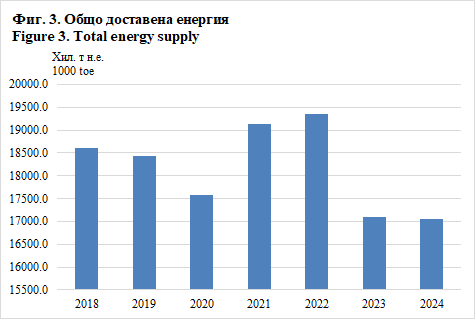 Фиг. 3. Общо доставена енергия
Figure 3. Total energy supply
Хил. т н.е.
1000 toe
20000.0
19500.0
19000.0
18500.0
18000.0
17500.0
17000.0
16500.0
16000.0
15500.0
2018 2019 2020 2021 2022 2023 2024